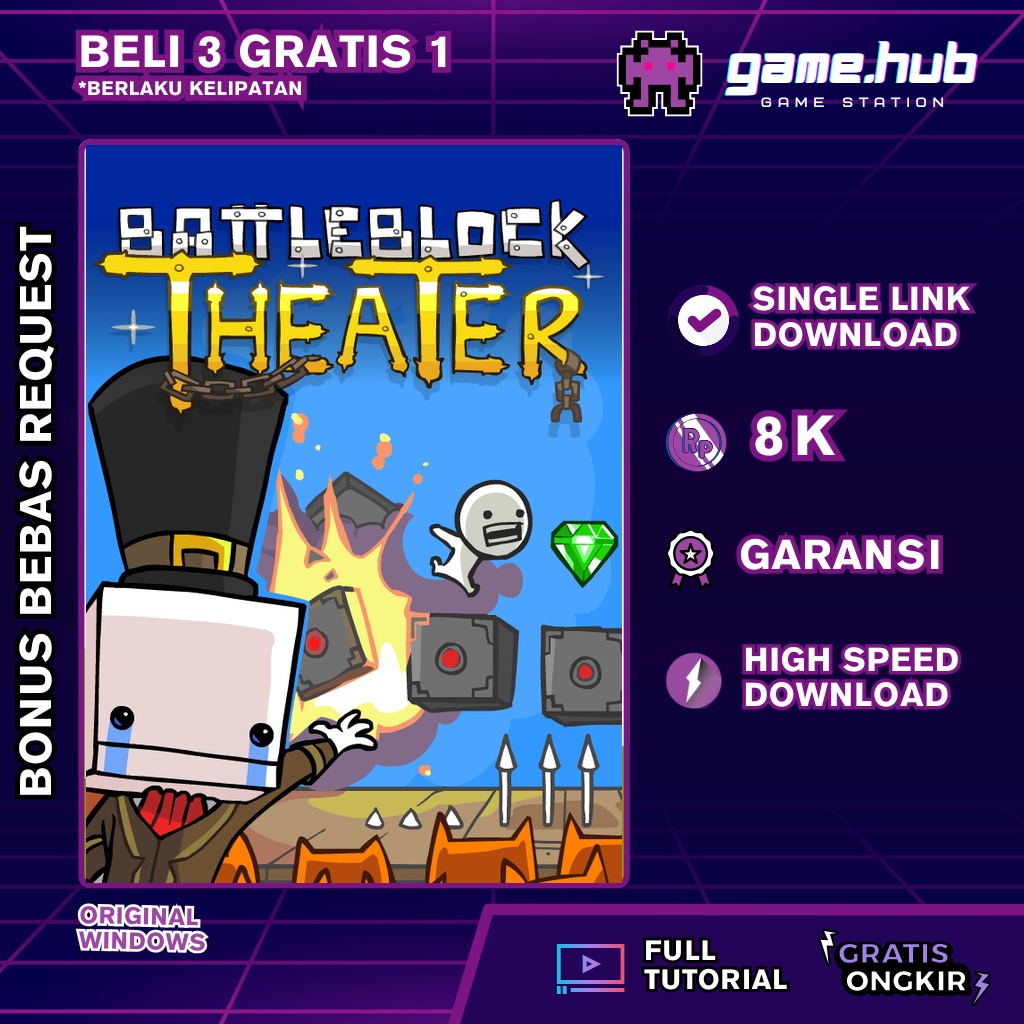 BELI 3 GRATIS 1
*BERLAKU KELIPATAN
game.hub
GAME STATION
BONUS BEBAS REQUEST
BATTLEBLOCK
THEATER
SINGLE LINK
DOWNLOAD
Rp
8K
GARANSI
HIGH SPEED
DOWNLOAD
ORIGINAL
WINDOWS
FULL
TUTORIAL
GRATIS
ONGKIR